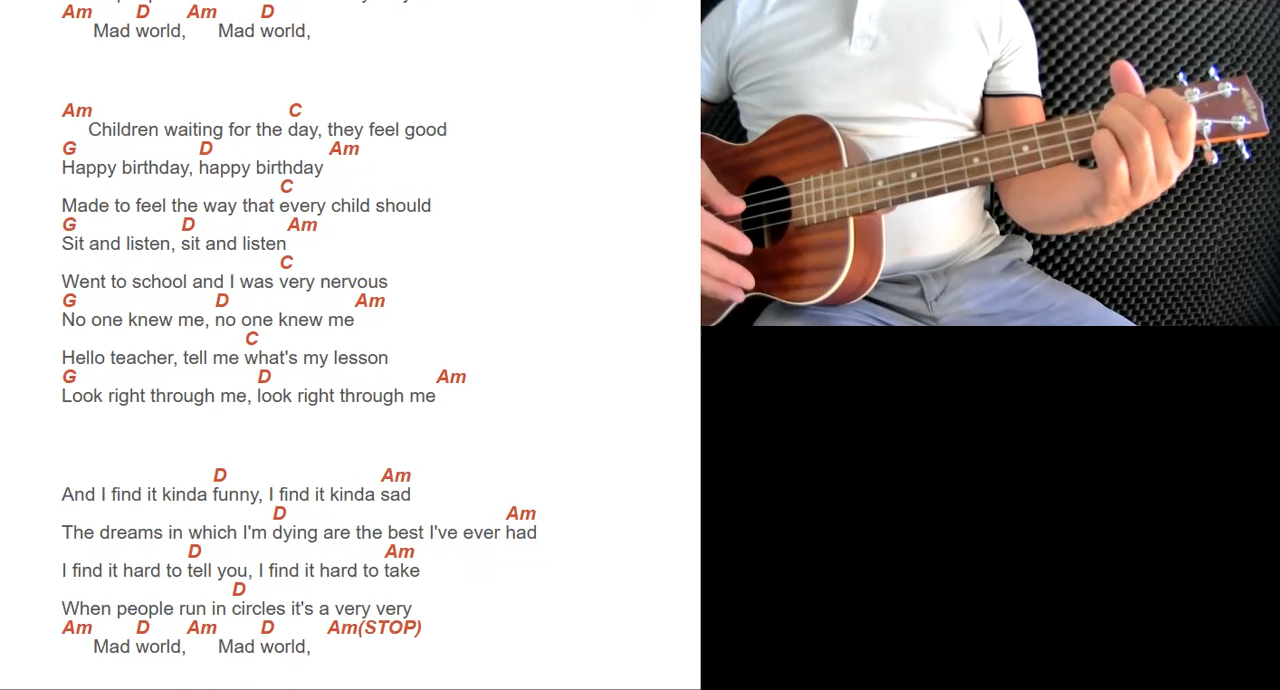 Am D Am D
Mad world, Mad world,
Am C
Children waiting for the day, they feel good
G D Am
Happy birthday, happy birthday
C
Made to feel the way that every child should
G D Am
Sit and listen, sit and listen
C
Went to school and I was very nervous
G D Am
No one knew me, no one knew me
C
Hello teacher, tell me what's my lesson
G D Am
Look right through me, look right through me
D Am
And I find it kinda funny, I find it kinda sad
D Am
The dreams in which I'm dying are the best I've ever had
D Am
I find it hard to tell you, I find it hard to take
D
When people run in circles it's a very very
Am D Am D Am(STOP)
Mad world, Mad world,